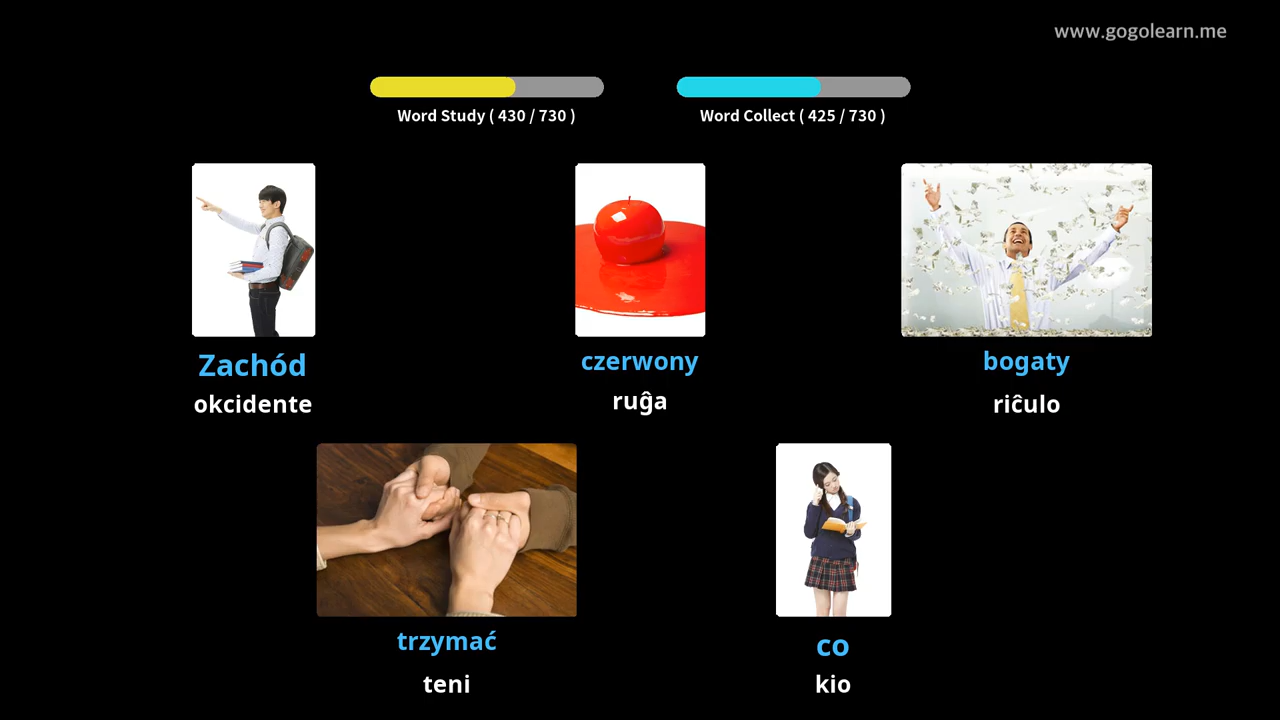 www.gogolearn.me
Word Study ( 430 / 730 )
Word Collect ( 425 / 730 )
Zachód
okcidente
czerwony
ruĝa
bogaty
riĉulo
trzymać
teni
co
kio